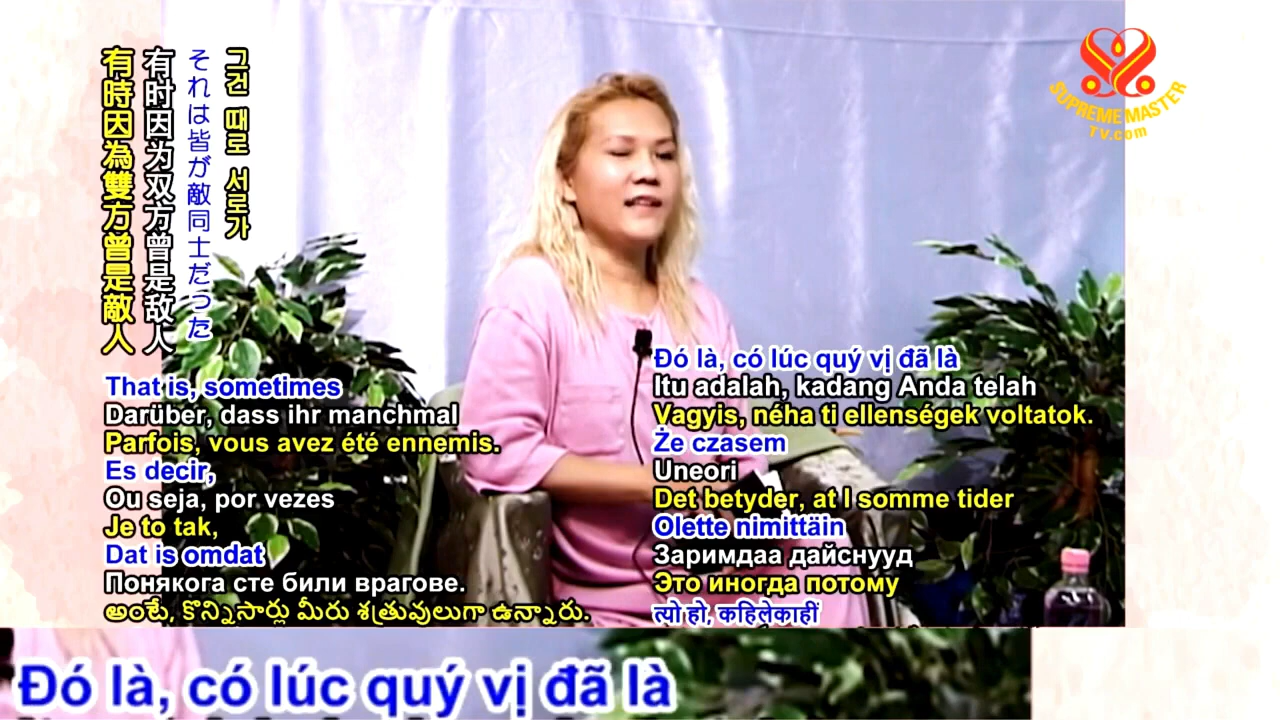 그건 때로 서로가
それは皆が敵同士だった
有时因为双方曾是敌人
有時因為雙方曾是敵人
SUPREME MASTER
TV.com
That is, sometimes
Darüber, dass ihr manchmal
Parfois, vous avez été ennemis.
Es decir,
Ou seja, por vezes
Je to tak,
Dat is omdat
Понякога сте били врагове.
అంటే, కొన్నిసార్లు మీరు శత్రువులుగా ఉన్నారు.
Đó là, có lúc quý vị đã là
Itu adalah, kadang Anda telah
Vagyis, néha ti ellenségek voltatok.
Że czasem
Uneori
Det betyder, at I somme tider
Olette nimittäin
Заримдаа дайснууд
Это иногда потому
त्यो हो, कहिलेकाहीं
Đó là, có lúc quý vị đã là